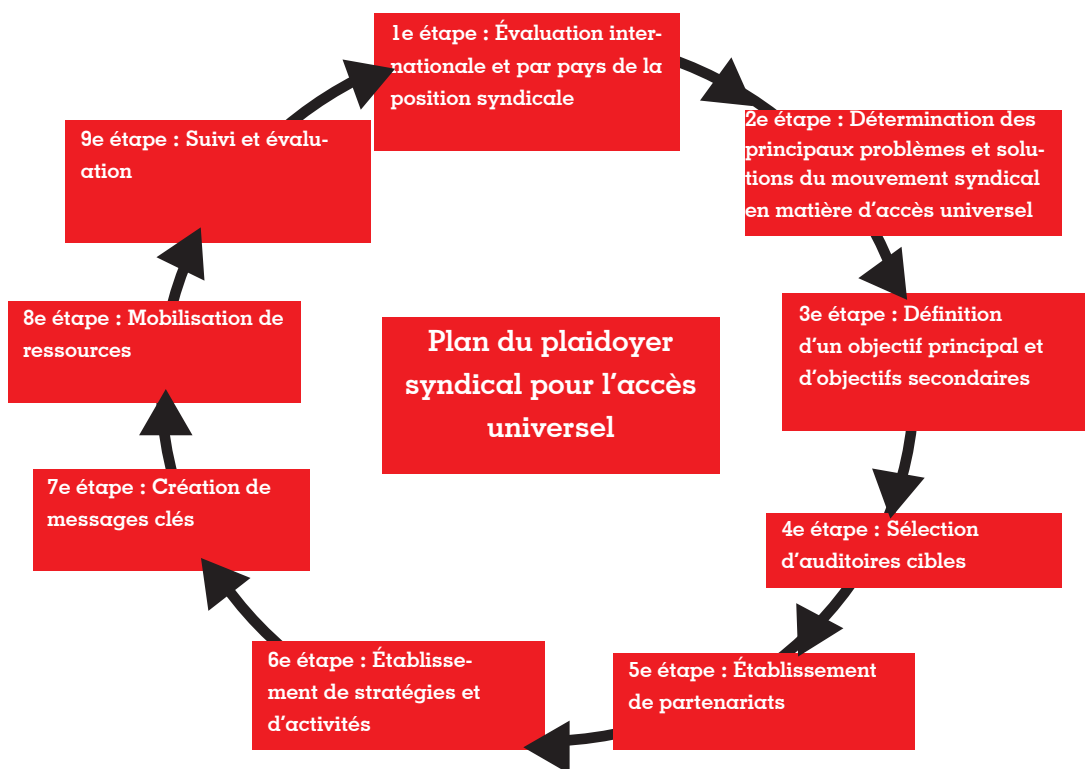 1e étape : Évaluation inter-
nationale et par pays de la
position syndicale
2e étape : Détermination des
principaux problèmes et solu-
tions du mouvement syndical
en matière d’accès universel
3e étape : Définition
d’un objectif principal et
d’objectifs secondaires
4e étape : Sélection
d’auditoires cibles
5e étape : Établissement
de partenariats
6e étape : Établisse-
ment de stratégies et
d’activités
7e étape : Création de
messages clés
8e étape : Mobilisation de
ressources
9e étape : Suivi et évalu-
ation
Plan du plaidoyer
syndical pour l’accès
universel